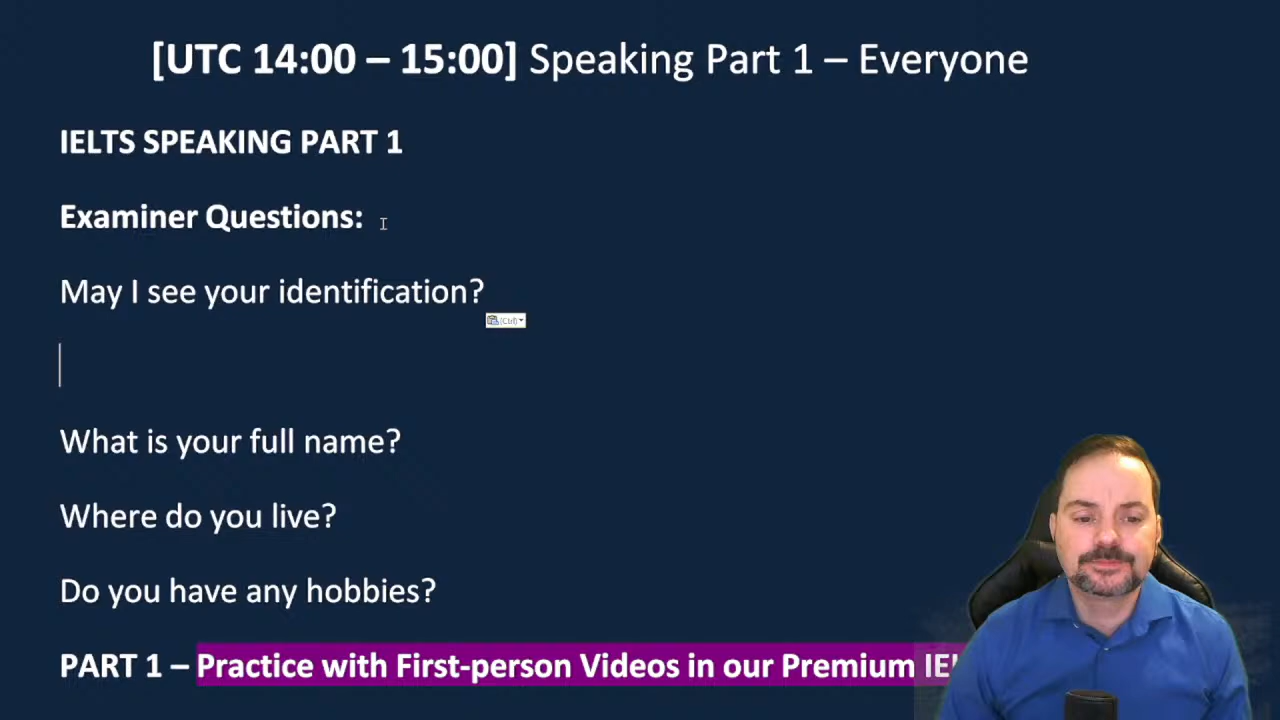 [UTC 14:00 – 15:00] Speaking Part 1 – Everyone
IELTS SPEAKING PART 1
Examiner Questions:
May I see your identification?
(Ctrl)
What is your full name?
Where do you live?
Do you have any hobbies?
PART 1 – Practice with First-person Videos in our Premium